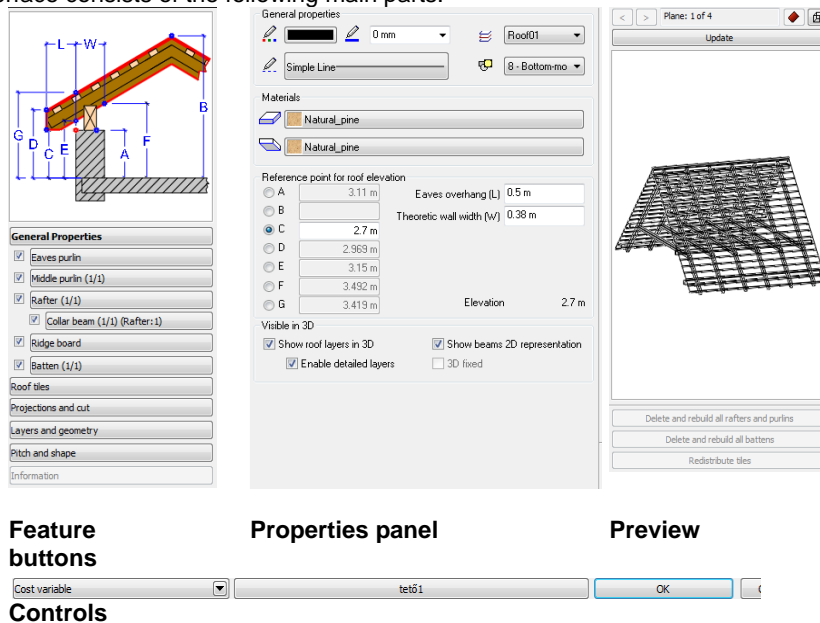 L W
B
G
D
C
E
A
F
General Properties
Eaves purlin
Middle purlin (1/1)
Rafter (1/1)
Collar beam (1/1) (Rafter:1)
Ridge board
Batten (1/1)
Roof tiles
Projections and cut
Layers and geometry
Pitch and shape
Information
General properties
0 mm
Roof01
Simple Line
8 - Bottom-mo
Materials
Natural_pine
Natural_pine
Reference point for roof elevation
A 3.11 m Eaves overhang (L) 0.5 m
B Theoretic wall width (W) 0.38 m
C 2.7 m
D 2.969 m
E 3.15 m
F 3.492 m
G 3.419 m Elevation 2.7 m
Visible in 3D
Show roof layers in 3D Show beams 2D representation
Enable detailed layers 3D fixed
< > Plane: 1 of 4
Update
Delete and rebuild all rafters and purlins
Delete and rebuild all battens
Redistribute tiles
Feature buttons
Properties panel
Preview
Cost variable tető1 OK
Controls